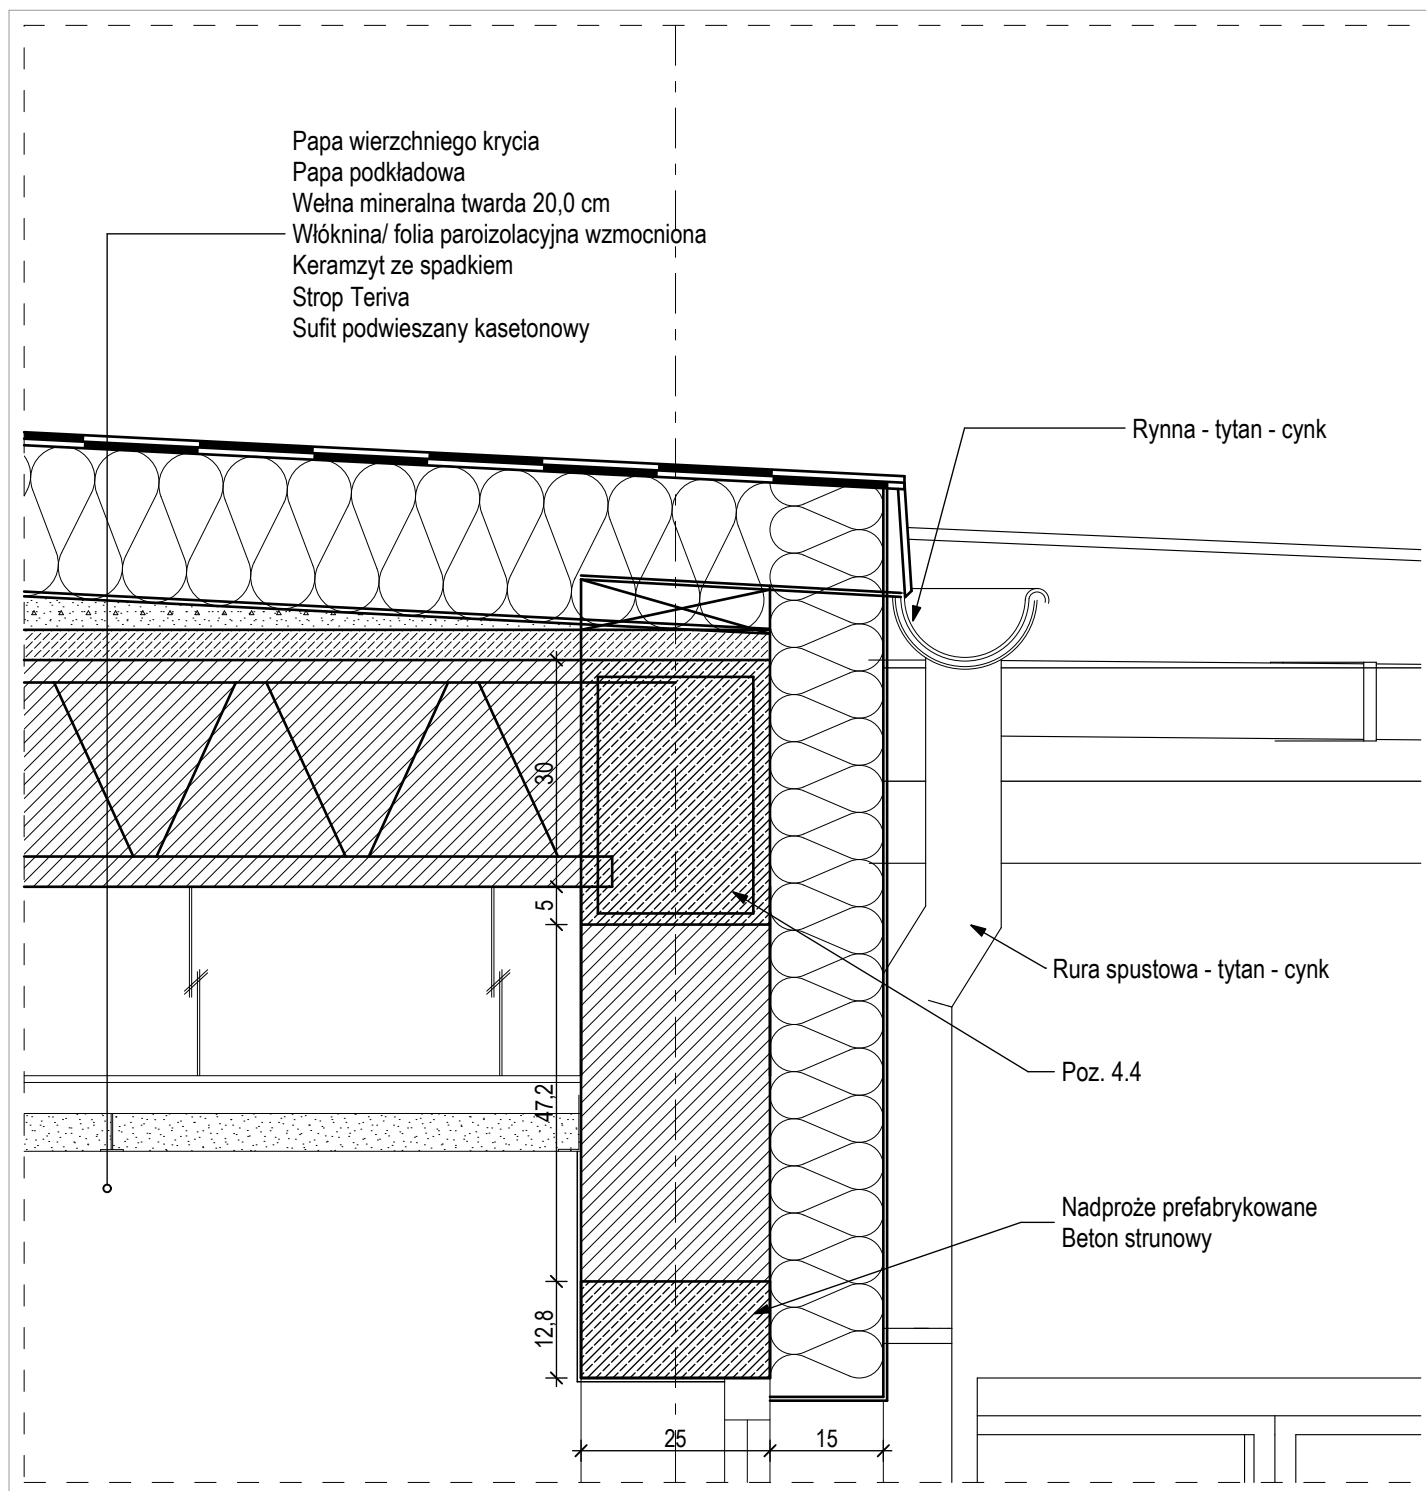 Papa wierzchniego krycia
Papa podkładowa
Wełna mineralna twarda 20,0 cm
Włóknina/ folia paroizolacyjna wzmocniona
Keramzyt ze spadkiem
Strop Teriva
Sufit podwieszany kasetonowy
Rynna - tytan - cynk
30
5
Rura spustowa - tytan - cynk
Poz. 4.4
47,2
Nadproże prefabrykowane
Beton strunowy
12,8
25
15